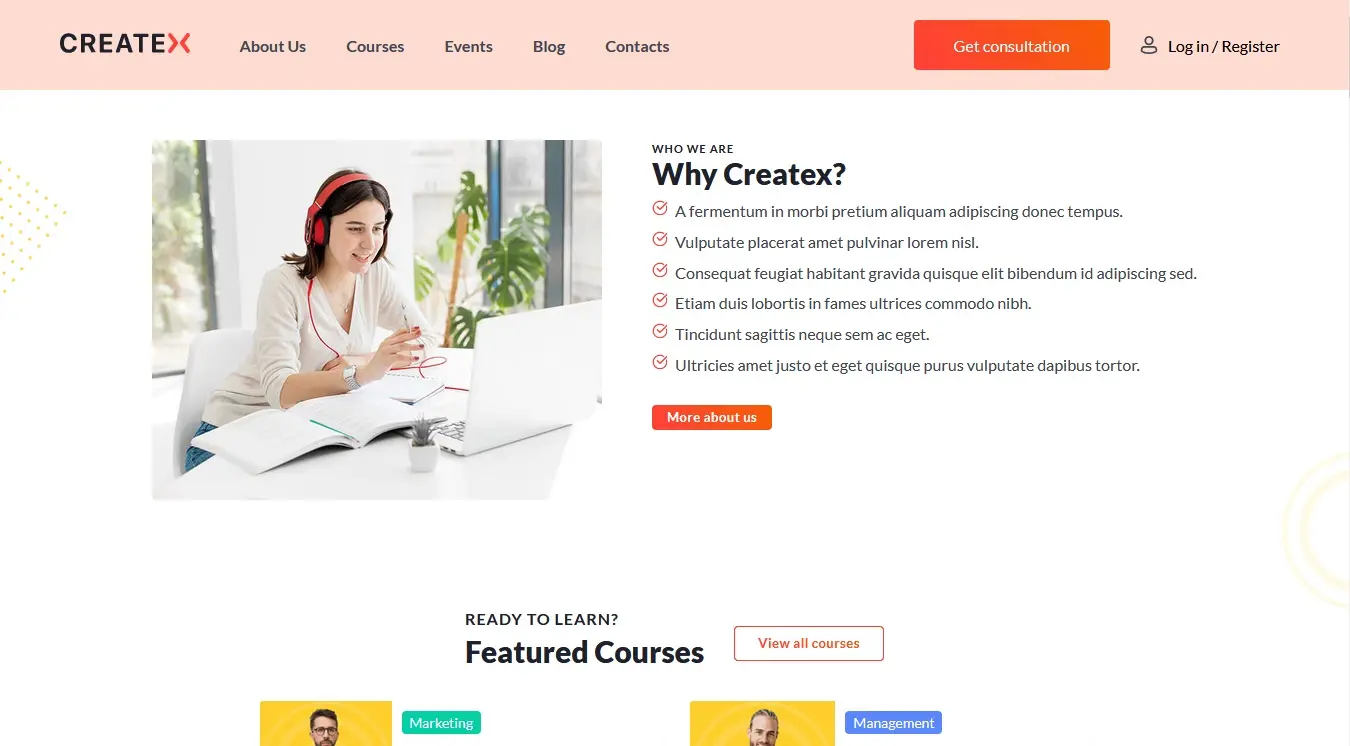 CREATEX
About Us
Courses
Events
Blog
Contacts
Get consultation
Log in / Register
WHO WE ARE
Why Createx?
A fermentum in morbi pretium aliquam adipiscing donec tempus.
Vulputate placerat amet pulvinar lorem nisl.
Consequat feugiat habitant gravida quisque elit bibendum id adipiscing sed.
Etiam duis lobortis in fames ultrices commodo nibh.
Tincidunt sagittis neque sem ac eget.
Ultricies amet justo et eget quisque purus vulputate dapibus tortor.
More about us
READY TO LEARN?
Featured Courses
View all courses
Marketing
Management